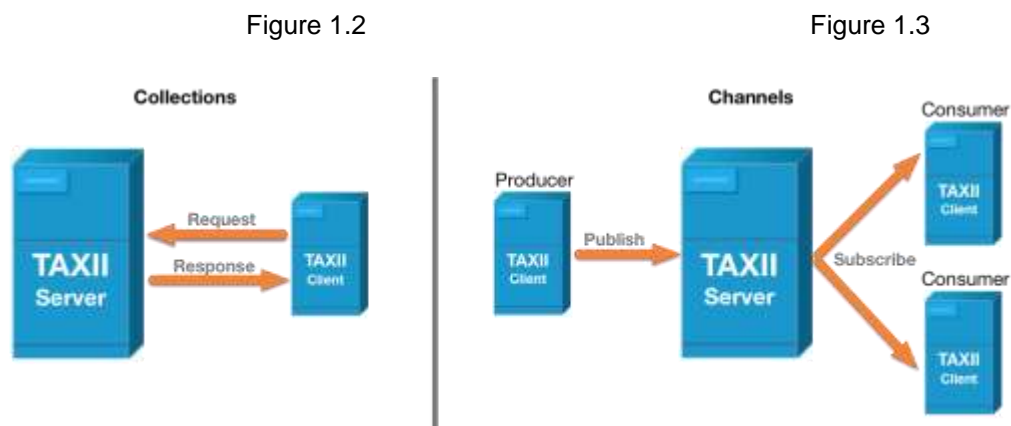 Figure 1.2
Figure 1.3
Collections
TAXII
Server
Request
Response
TAXII
Client
Channels
Producer
TAXII
Client
Publish
TAXII
Server
Subscribe
Consumer
TAXII
Client
Consumer
TAXII
Client